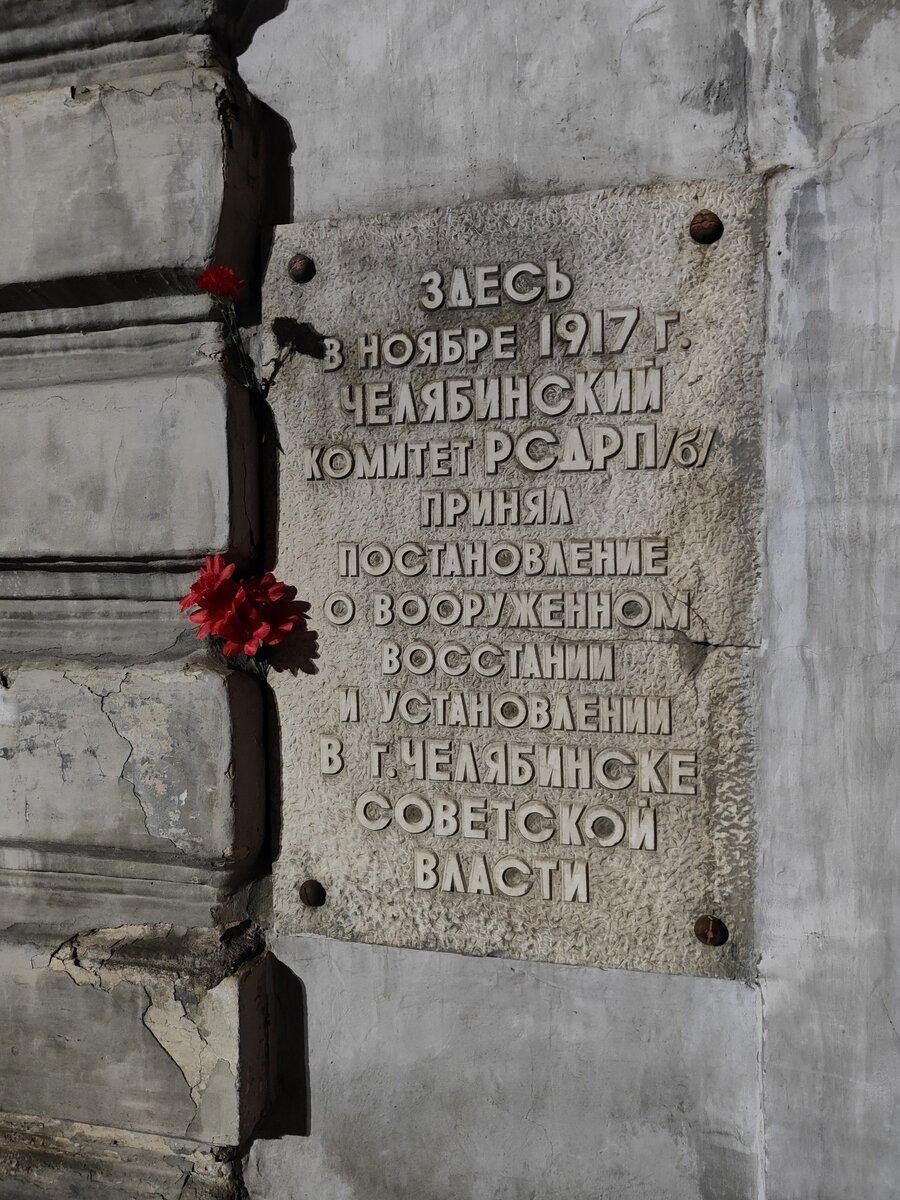 ЗДЕСЬ
В НОЯБРЕ 1917 Г.
ЧЕЛЯБИНСКИЙ
КОМИТЕТ РСДРП/б/
ПРИНЯЛ
ПОСТАНОВЛЕНИЕ
О ВООРУЖЕННОМ
ВОССТАНИИ
И УСТАНОВЛЕНИИ
В Г. ЧЕЛЯБИНСКЕ
СОВЕТСКОЙ
ВЛАСТИ